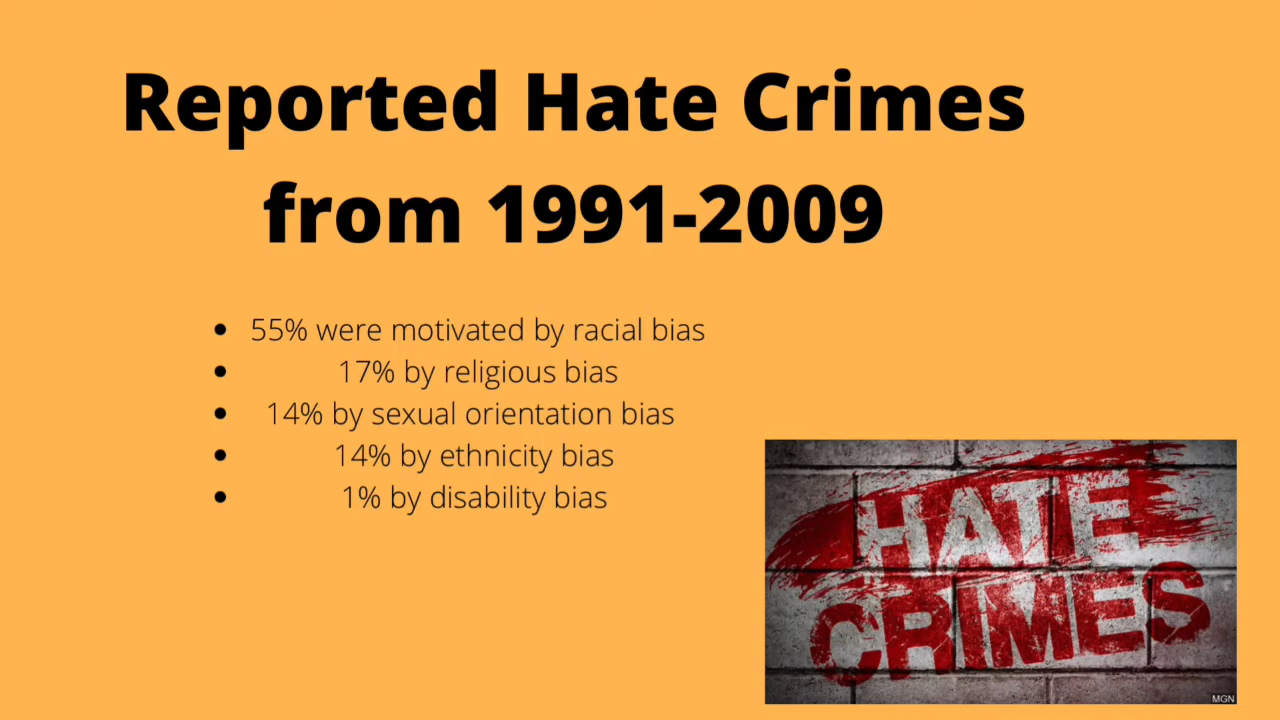 Reported Hate Crimes
from 1991-2009
• 55% were motivated by racial bias
• 17% by religious bias
• 14% by sexual orientation bias
• 14% by ethnicity bias
• 1% by disability bias
HATE
CRIMES
MGN